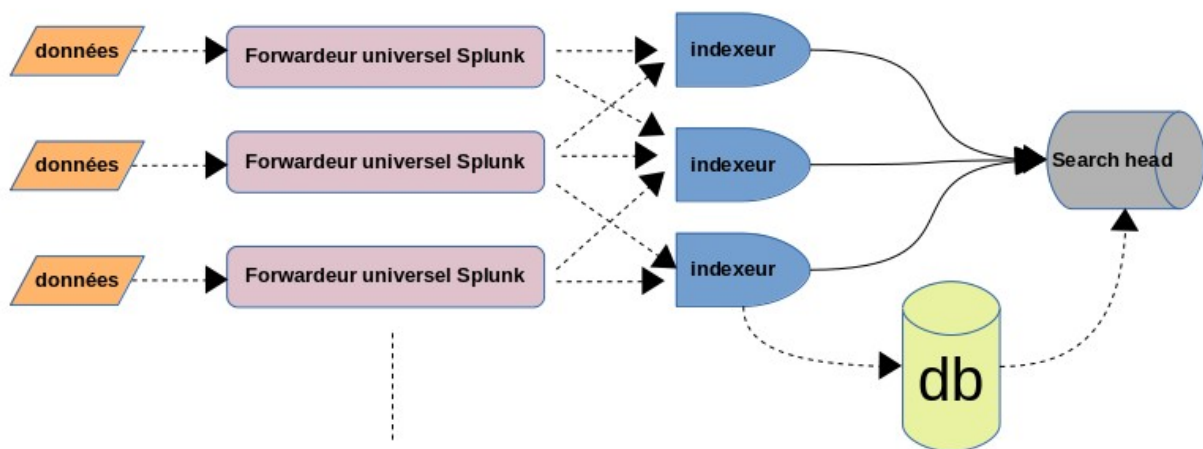 données
Forwardeur universel Splunk
indexeur
données
Forwardeur universel Splunk
indexeur
Search head
données
Forwardeur universel Splunk
indexeur
db